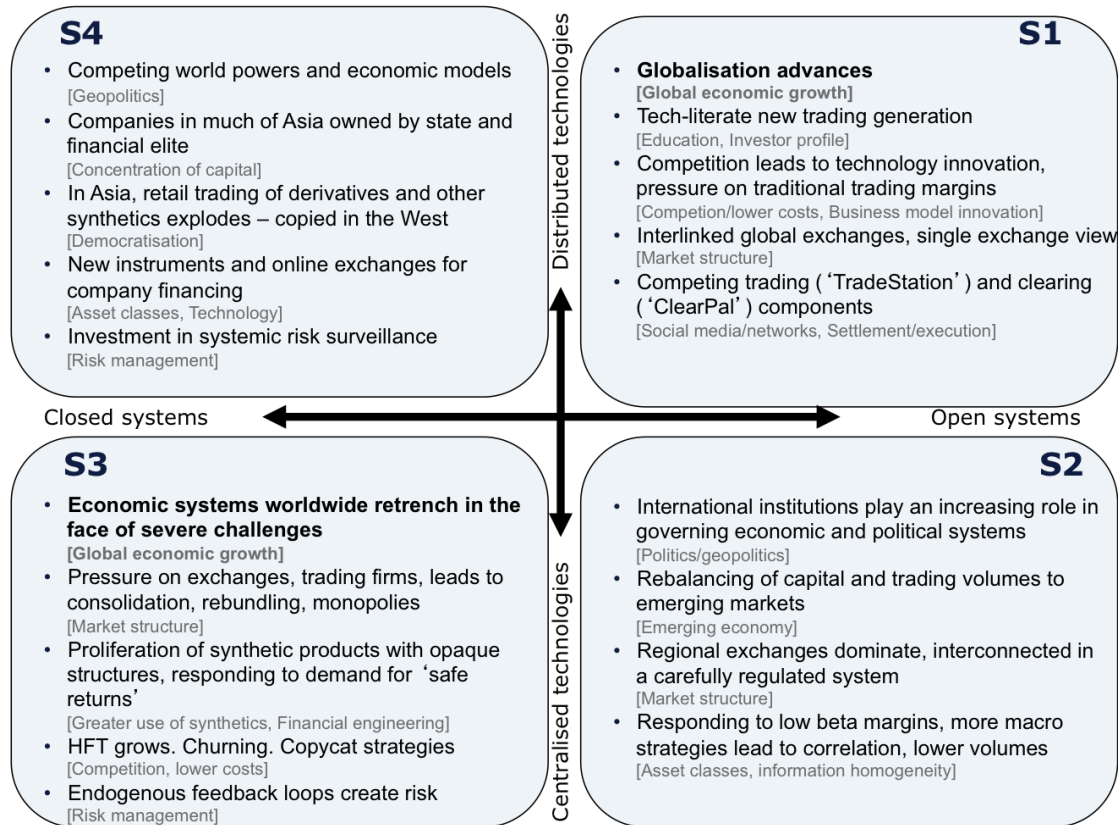 S4
• Competing world powers and economic models
[Geopolitics]
• Companies in much of Asia owned by state and
financial elite
[Concentration of capital]
• In Asia, retail trading of derivatives and other
synthetics explodes – copied in the West
[Democratisation]
• New instruments and online exchanges for
company financing
[Asset classes, Technology]
• Investment in systemic risk surveillance
[Risk management]
Distributed technologies
S1
• Globalisation advances
[Global economic growth]
• Tech-literate new trading generation
[Education, Investor profile]
• Competition leads to technology innovation,
pressure on traditional trading margins
[Competion/lower costs, Business model innovation]
• Interlinked global exchanges, single exchange view
[Market structure]
• Competing trading (‘TradeStation’) and clearing
(‘ClearPal’) components
[Social media/networks, Settlement/execution]
Closed systems
Open systems
S3
• Economic systems worldwide retrench in the
face of severe challenges
[Global economic growth]
• Pressure on exchanges, trading firms, leads to
consolidation, rebundling, monopolies
[Market structure]
• Proliferation of synthetic products with opaque
structures, responding to demand for ‘safe
returns’
[Greater use of synthetics, Financial engineering]
• HFT grows. Churning. Copycat strategies
[Competition, lower costs]
• Endogenous feedback loops create risk
[Risk management]
Centralised technologies
S2
• International institutions play an increasing role in
governing economic and political systems
[Politics/geopolitics]
• Rebalancing of capital and trading volumes to
emerging markets
[Emerging economy]
• Regional exchanges dominate, interconnected in
a carefully regulated system
[Market structure]
• Responding to low beta margins, more macro
strategies lead to correlation, lower volumes
[Asset classes, information homogeneity]